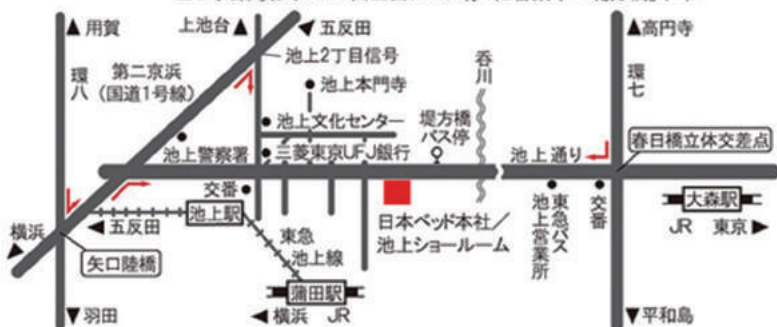 ▲用賀
上池台▲
▲五反田
▲高円寺
環八
第二京浜
(国道1号線)
池上2丁目信号
呑川
環七
池上本門寺
池上文化センター
堤方橋
バス停
春日橋立体交差点
池上警察署
三菱東京UFJ銀行
池上通り
交番
池上駅
◀五反田
日本ベッド本社/
池上ショールーム
東急バス
池上営業所
交番
大森駅
JR 東京▶
横浜
矢口陸橋
東急
池上線
蒲田駅
▼羽田
◀横浜 JR
▼平和島